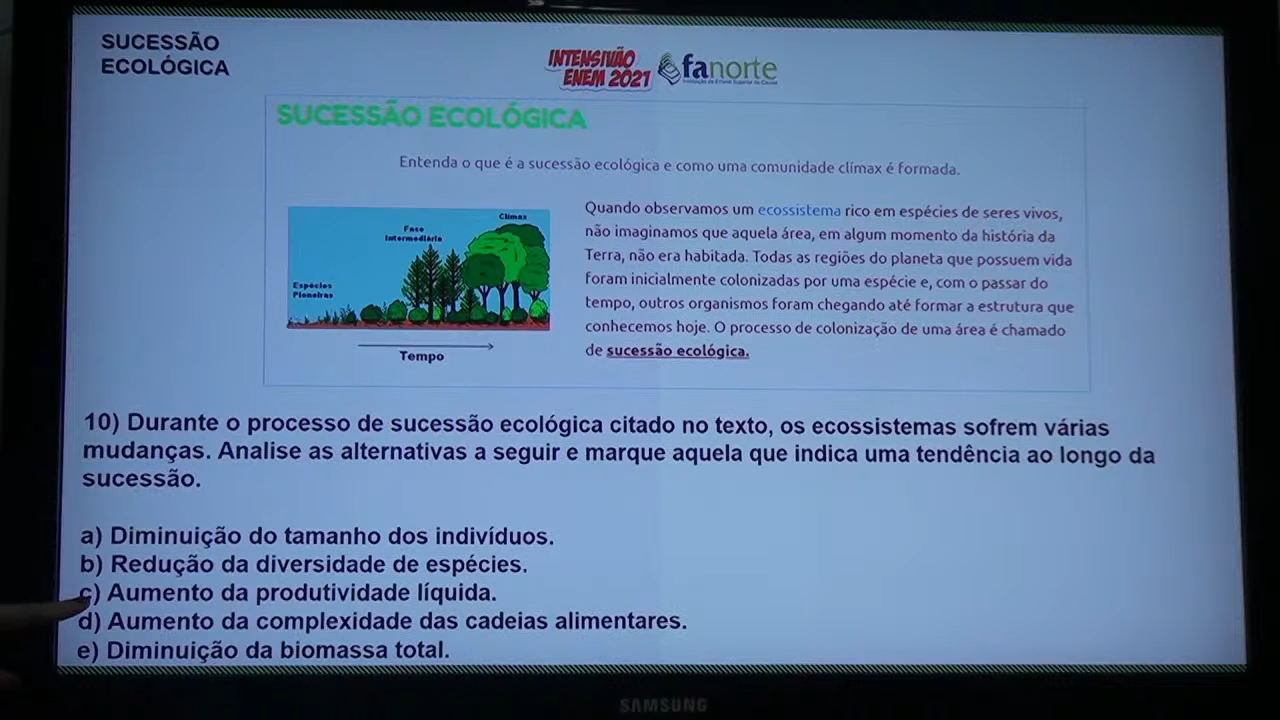 SUCESSÃO
ECOLÓGICA
INTENSIVÃO
ENEM 2021
fanorte
SUCESSÃO ECOLÓGICA
Entenda o que é a sucessão ecológica e como uma comunidade clímax é formada.
Clímax
Fase
Intermediária
Espécies
Pioneiras
Tempo
Quando observamos um ecossistema rico em espécies de seres vivos,
não imaginamos que aquela área, em algum momento da história da
Terra, não era habitada. Todas as regiões do planeta que possuem vida
foram inicialmente colonizadas por uma espécie e, com o passar do
tempo, outros organismos foram chegando até formar a estrutura que
conhecemos hoje. O processo de colonização de uma área é chamado
de sucessão ecológica.
10) Durante o processo de sucessão ecológica citado no texto, os ecossistemas sofrem várias
mudanças. Analise as alternativas a seguir e marque aquela que indica uma tendência ao longo da
sucessão.
a) Diminuição do tamanho dos indivíduos.
b) Redução da diversidade de espécies.
c) Aumento da produtividade líquida.
d) Aumento da complexidade das cadeias alimentares.
e) Diminuição da biomassa total.
SAMSUNG